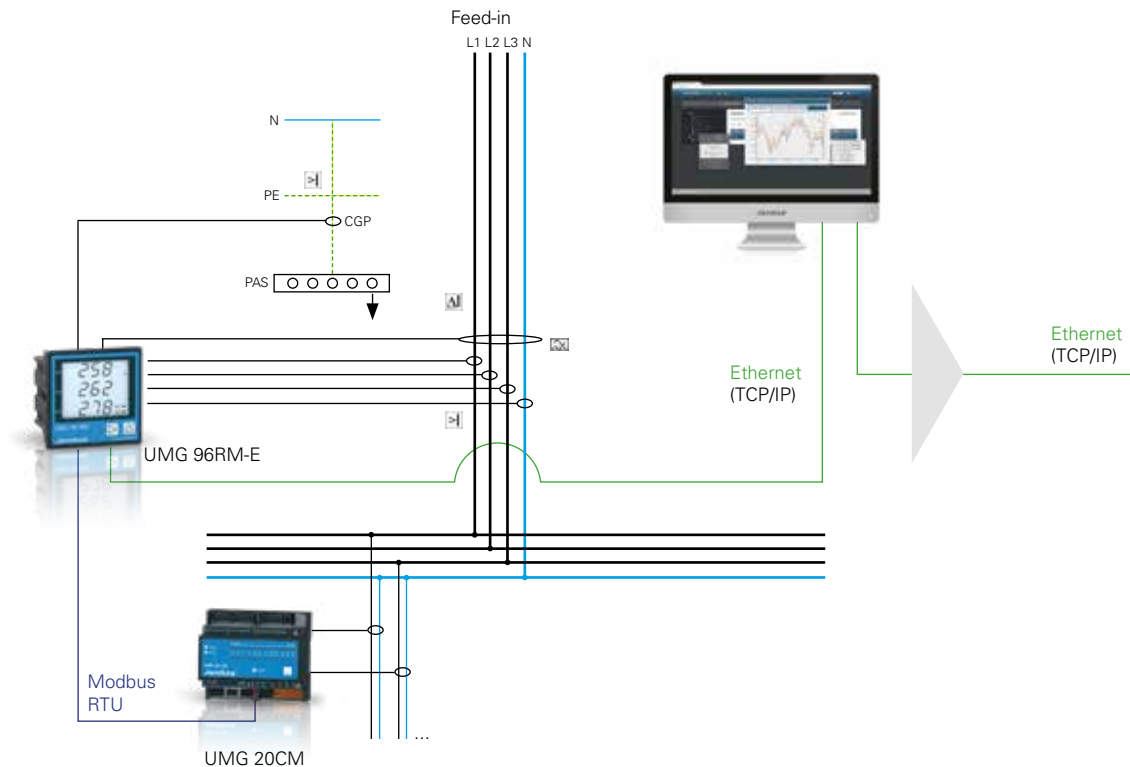 Feed-in
L1 L2 L3 N
N
PE
CGP
PAS
258
262
278
UMG 96RM-E
Ethernet
(TCP/IP)
Ethernet
(TCP/IP)
Modbus
RTU
...
UMG 20CM